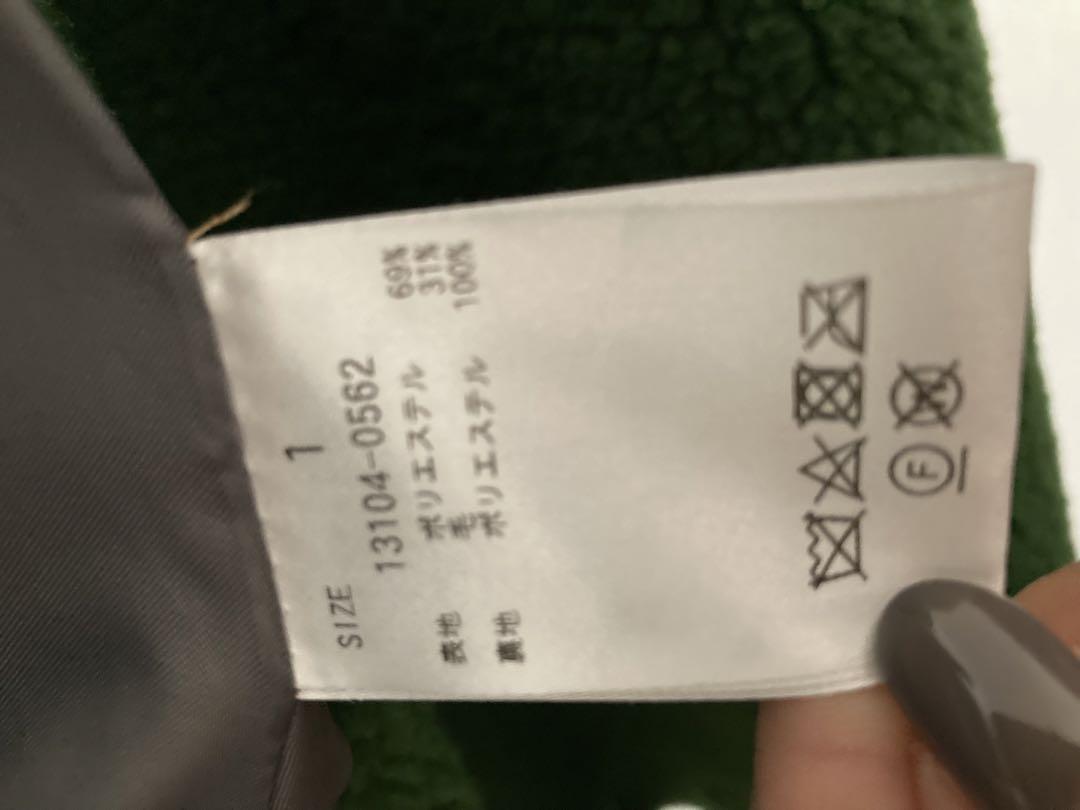 SIZE 1
13104-0562
表地 ポリエステル 69%
毛 31%
裏地 ポリエステル 100%
F W